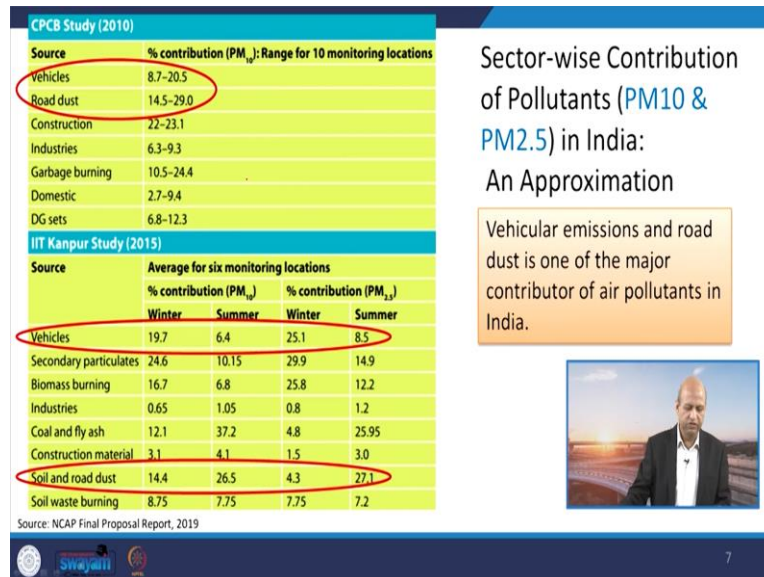 CPCB Study (2010)
Source % contribution (PM10): Range for 10 monitoring locations
Vehicles 8.7–20.5
Road dust 14.5–29.0
Construction 22–23.1
Industries 6.3–9.3
Garbage burning 10.5–24.4
Domestic 2.7–9.4
DG sets 6.8–12.3
IIT Kanpur Study (2015)
Source Average for six monitoring locations
% contribution (PM10) % contribution (PM2.5)
Winter Summer Winter Summer
Vehicles 19.7 6.4 25.1 8.5
Secondary particulates 24.6 10.15 29.9 14.9
Biomass burning 16.7 6.8 25.8 12.2
Industries 0.65 1.05 0.8 1.2
Coal and fly ash 12.1 37.2 4.8 25.95
Construction material 3.1 4.1 1.5 3.0
Soil and road dust 14.4 26.5 4.3 27.1
Soil waste burning 8.75 7.75 7.75 7.2
Source: NCAP Final Proposal Report, 2019
Sector-wise Contribution
of Pollutants (PM10 &
PM2.5) in India:
An Approximation
Vehicular emissions and road
dust is one of the major
contributor of air pollutants in
India.
swayam
7